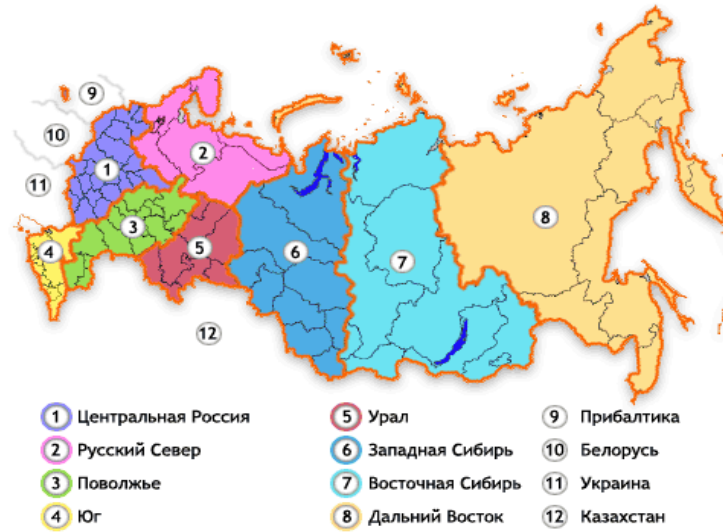 9
10
2
1
11
3
8
4
5
6
7
12
1 Центральная Россия
2 Русский Север
3 Поволжье
4 Юг
5 Урал
6 Западная Сибирь
7 Восточная Сибирь
8 Дальний Восток
9 Прибалтика
10 Белорусь
11 Украина
12 Казахстан